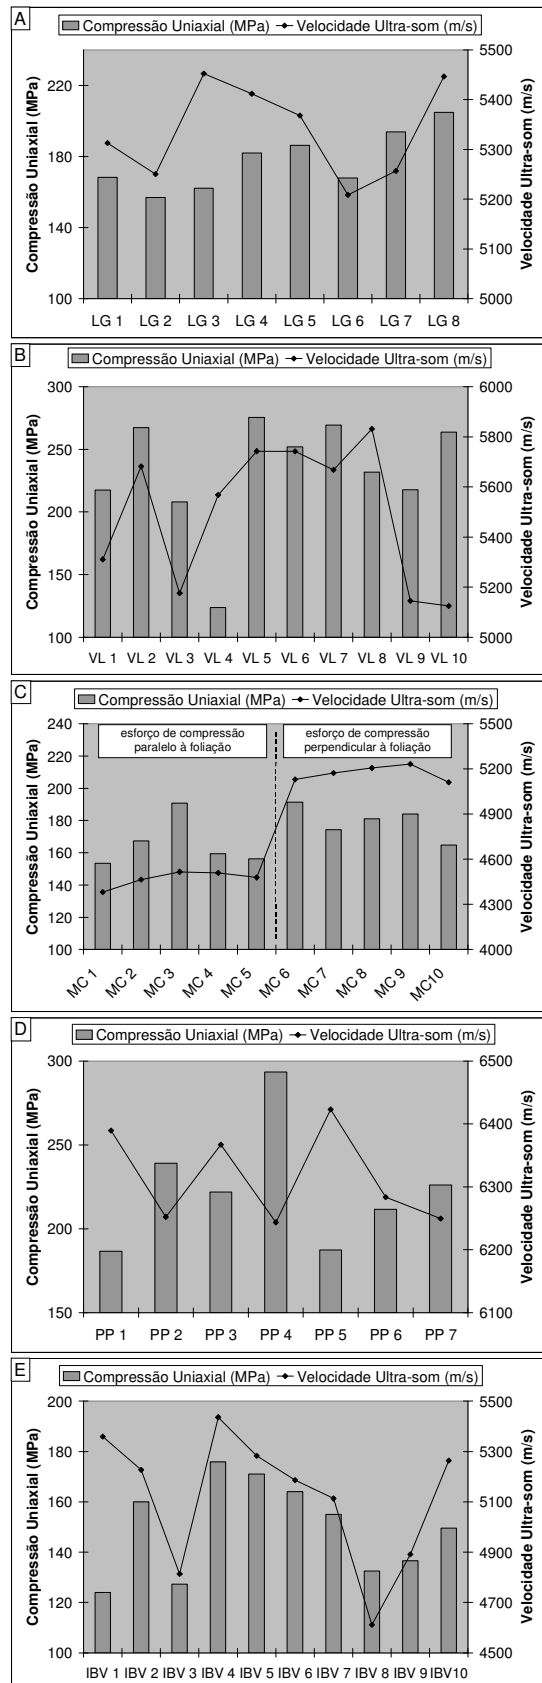 A
Compressão Uniaxial (MPa) Velocidade Ultra-som (m/s)
Compressão Uniaxial (MPa)
220
180
140
100
5500
5400
5300
5200
5100
5000
Velocidade Ultra-som (m/s)
LG 1 LG 2 LG 3 LG 4 LG 5 LG 6 LG 7 LG 8
B
Compressão Uniaxial (MPa) Velocidade Ultra-som (m/s)
Compressão Uniaxial (MPa)
300
250
200
150
100
6000
5800
5600
5400
5200
5000
Velocidade Ultra-som (m/s)
VL 1 VL 2 VL 3 VL 4 VL 5 VL 6 VL 7 VL 8 VL 9 VL 10
C
Compressão Uniaxial (MPa) Velocidade Ultra-som (m/s)
Compressão Uniaxial (MPa)
240
220
200
180
160
140
120
100
esforço de compressão
paralelo à foliação
esforço de compressão
perpendicular à foliação
5500
5200
4900
4600
4300
4000
Velocidade Ultra-som (m/s)
MC 1 MC 2 MC 3 MC 4 MC 5 MC 6 MC 7 MC 8 MC 9 MC10
D
Compressão Uniaxial (MPa) Velocidade Ultra-som (m/s)
Compressão Uniaxial (MPa)
300
250
200
150
6500
6400
6300
6200
6100
Velocidade Ultra-som (m/s)
PP 1 PP 2 PP 3 PP 4 PP 5 PP 6 PP 7
E
Compressão Uniaxial (MPa) Velocidade Ultra-som (m/s)
Compressão Uniaxial (MPa)
200
180
160
140
120
100
5500
5300
5100
4900
4700
4500
Velocidade Ultra-som (m/s)
IBV 1 IBV 2 IBV 3 IBV 4 IBV 5 IBV 6 IBV 7 IBV 8 IBV 9 IBV10